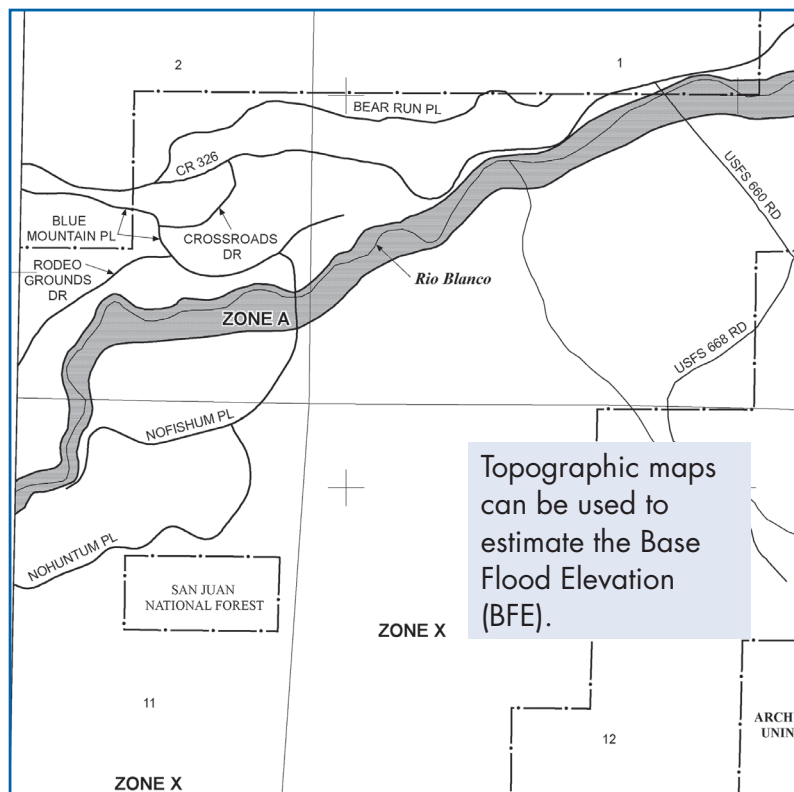 2
1
BEAR RUN PL
CR 326
USFS 660 RD
BLUE
MOUNTAIN PL
CROSSROADS
DR
RODEO
GROUNDS
DR
Rio Blanco
ZONE A
USFS 668 RD
NOFISHUM PL
Topographic maps
can be used to
estimate the Base
Flood Elevation
(BFE).
NOHUNTUM PL
SAN JUAN
NATIONAL FOREST
ZONE X
11
12
ARCH
UNIN
ZONE X